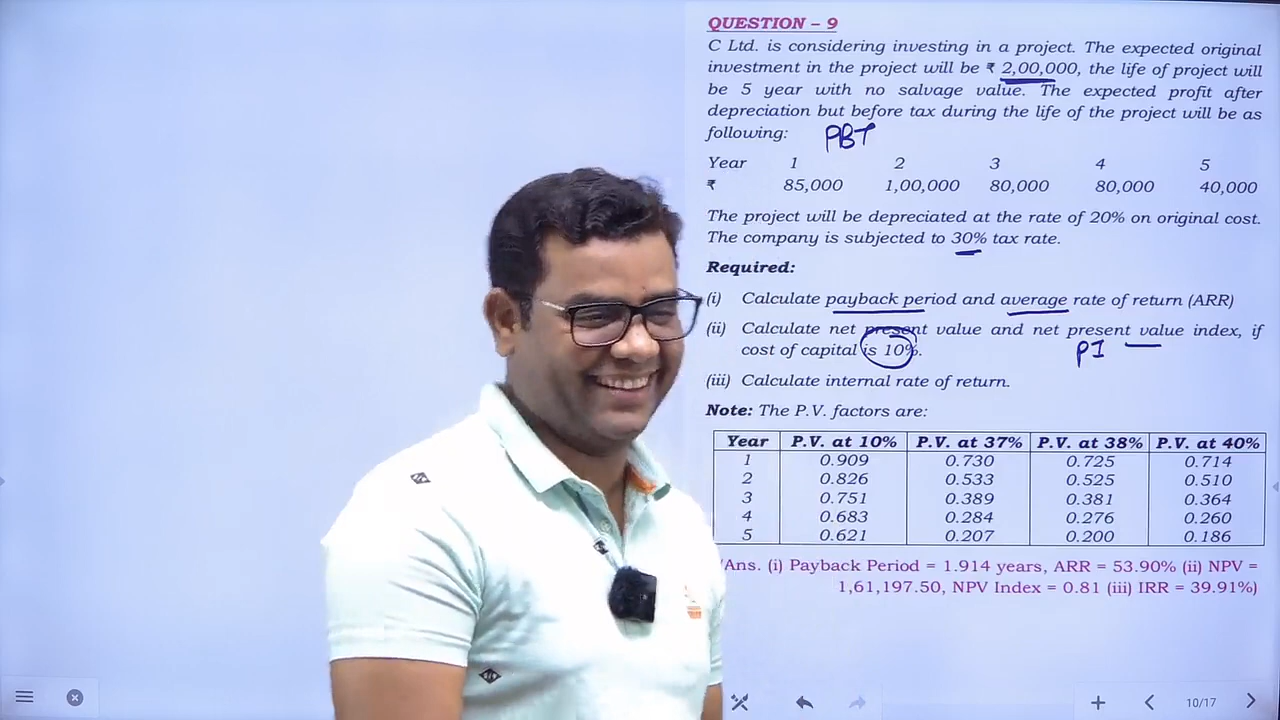 QUESTION – 9
C Ltd. is considering investing in a project. The expected original
investment in the project will be ₹ 2,00,000, the life of project will
be 5 year with no salvage value. The expected profit after
depreciation but before tax during the life of the project will be as
following: PBT
Year 1 2 3 4 5
₹ 85,000 1,00,000 80,000 80,000 40,000
The project will be depreciated at the rate of 20% on original cost.
The company is subjected to 30% tax rate.
Required:
(i) Calculate payback period and average rate of return (ARR)
(ii) Calculate net present value and net present value index, if
cost of capital is 10%. PI
(iii) Calculate internal rate of return.
Note: The P.V. factors are:
Year P.V. at 10% P.V. at 37% P.V. at 38% P.V. at 40%
1 0.909 0.730 0.725 0.714
2 0.826 0.533 0.525 0.510
3 0.751 0.389 0.381 0.364
4 0.683 0.284 0.276 0.260
5 0.621 0.207 0.200 0.186
Ans. (i) Payback Period = 1.914 years, ARR = 53.90% (ii) NPV =
1,61,197.50, NPV Index = 0.81 (iii) IRR = 39.91%)
10/17